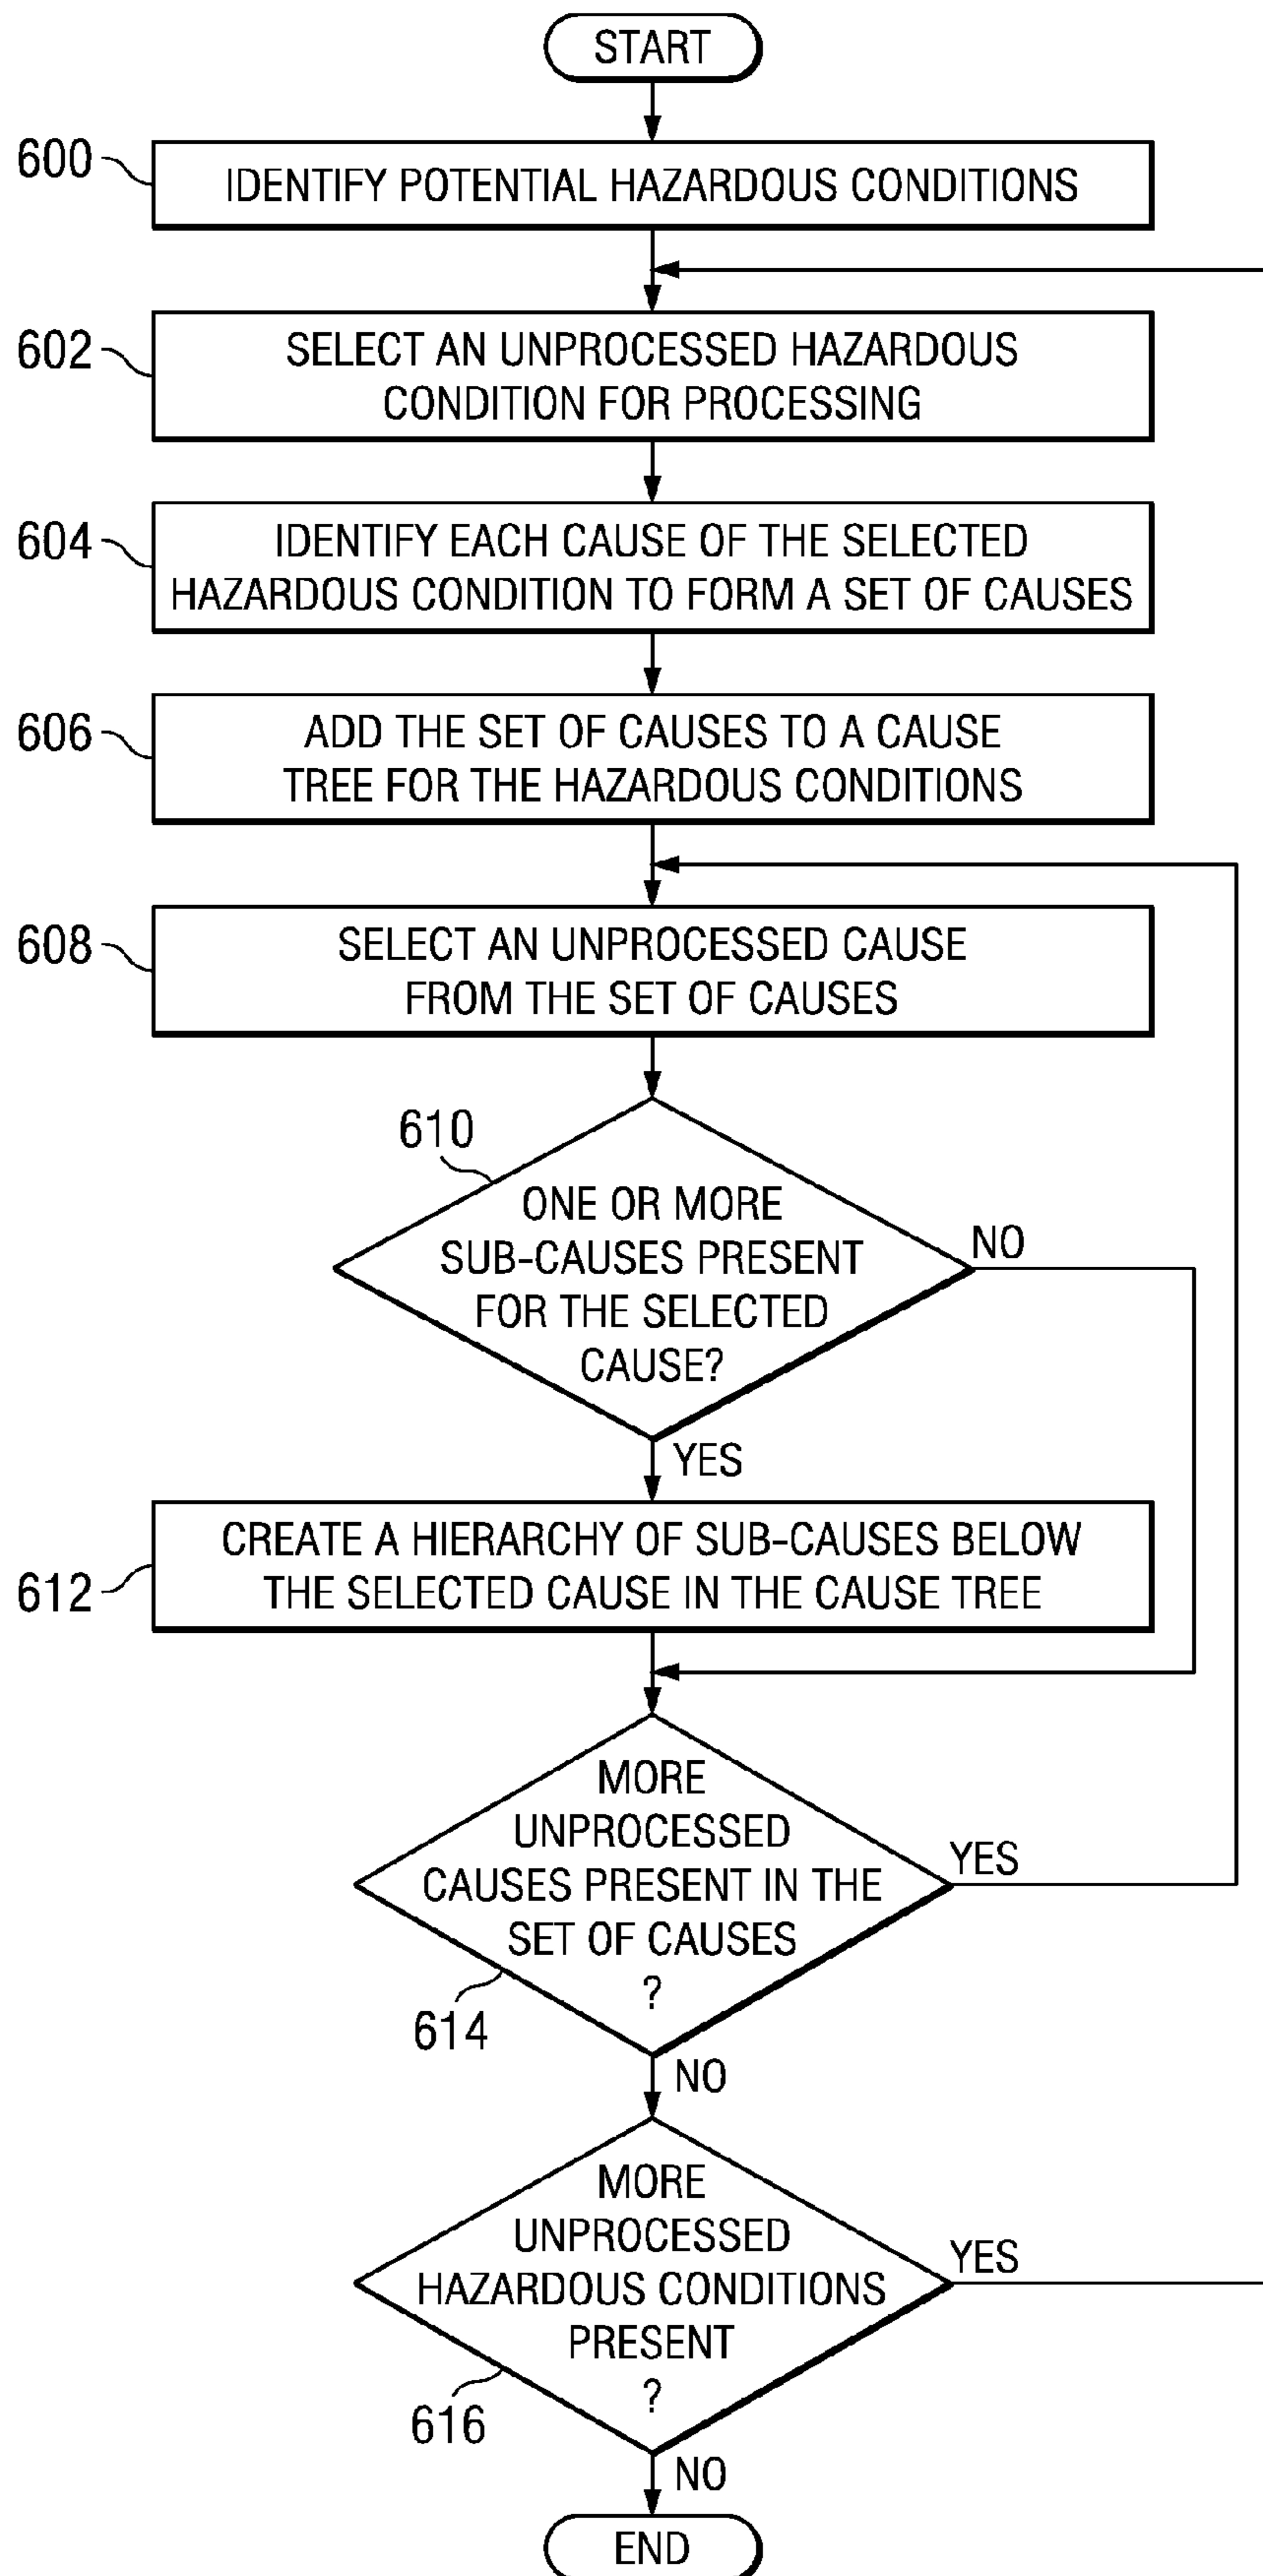 START
600
IDENTIFY POTENTIAL HAZARDOUS CONDITIONS
602
SELECT AN UNPROCESSED HAZARDOUS
CONDITION FOR PROCESSING
604
IDENTIFY EACH CAUSE OF THE SELECTED
HAZARDOUS CONDITION TO FORM A SET OF CAUSES
606
ADD THE SET OF CAUSES TO A CAUSE
TREE FOR THE HAZARDOUS CONDITIONS
608
SELECT AN UNPROCESSED CAUSE
FROM THE SET OF CAUSES
610
ONE OR MORE
SUB-CAUSES PRESENT
FOR THE SELECTED
CAUSE?
NO
YES
612
CREATE A HIERARCHY OF SUB-CAUSES BELOW
THE SELECTED CAUSE IN THE CAUSE TREE
MORE
UNPROCESSED
CAUSES PRESENT IN THE
SET OF CAUSES
?
YES
614
NO
MORE
UNPROCESSED
HAZARDOUS CONDITIONS
PRESENT
?
YES
616
NO
END